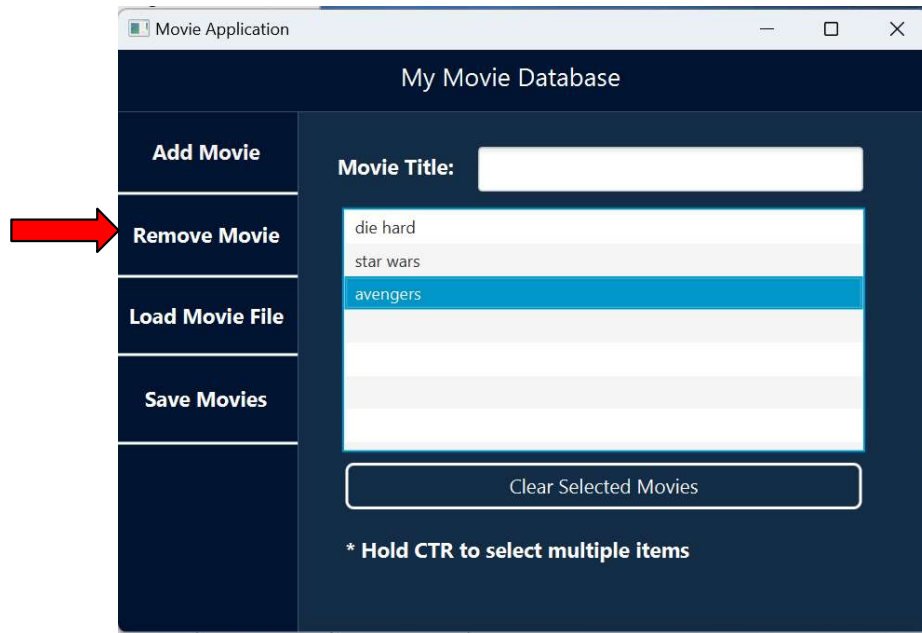 Movie Application
My Movie Database
Add Movie
Remove Movie
Load Movie File
Save Movies
Movie Title:
die hard
star wars
avengers
Clear Selected Movies
* Hold CTR to select multiple items